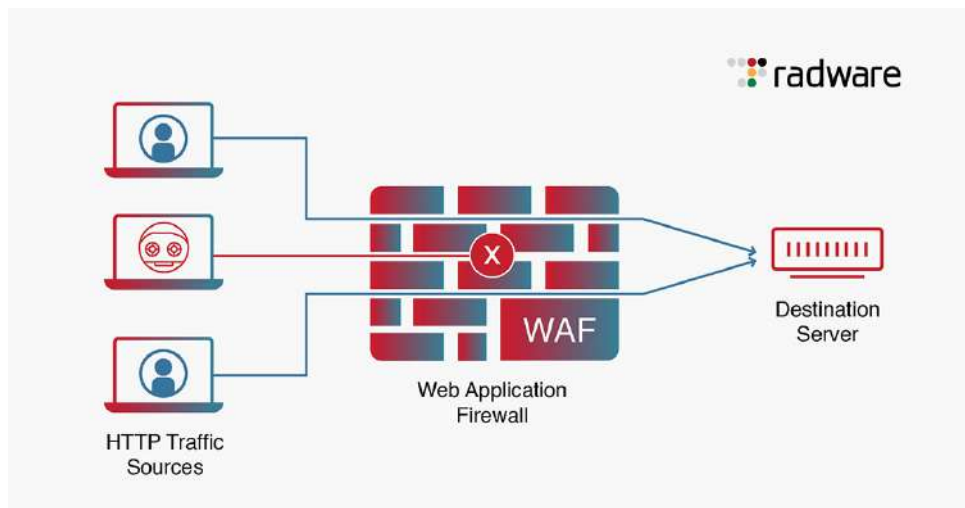 radware
X
WAF
Web Application
Firewall
Destination
Server
HTTP Traffic
Sources